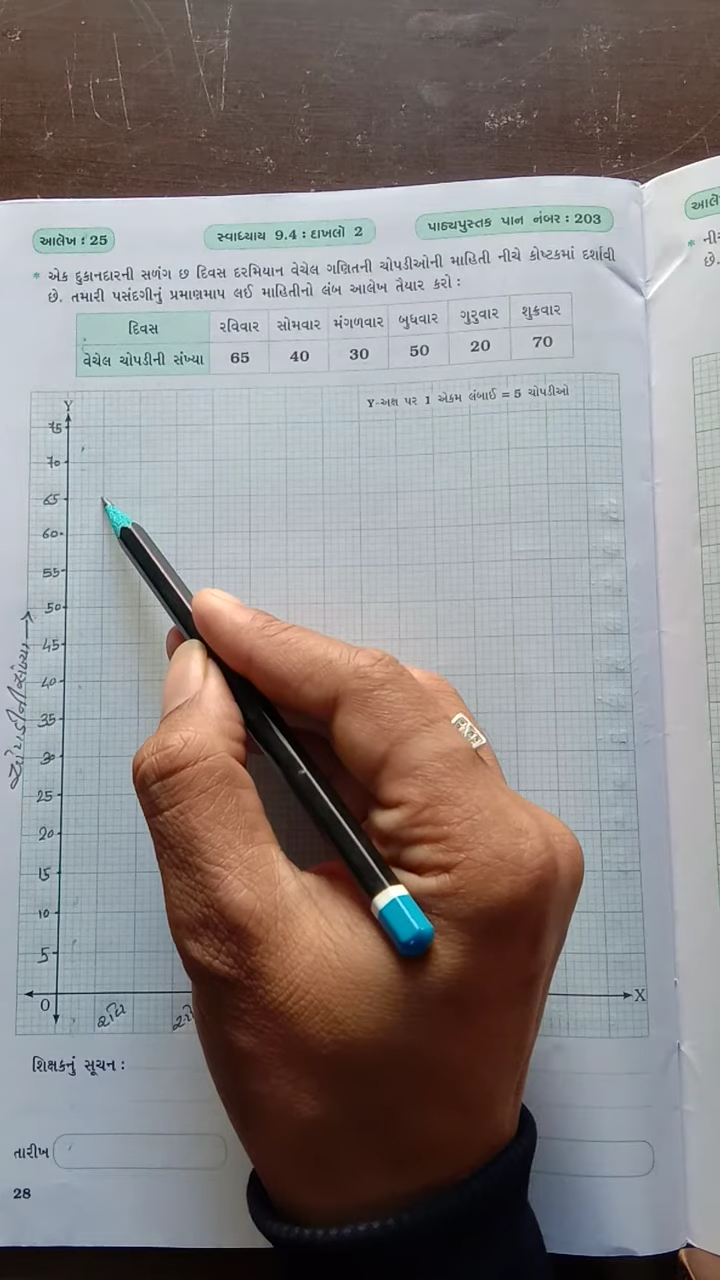 આલેખ : 25 સ્વાધ્યાય 9.4 : દાખલો 2 પાઠ્યપુસ્તક પાન નંબર : 203
* એક દુકાનદારની સળંગ છ દિવસ દરમિયાન વેચેલ ગણિતની ચોપડીઓની માહિતી નીચે કોષ્ટકમાં દર્શાવી
છે. તમારી પસંદગીનું પ્રમાણમાપ લઈ માહિતીનો લંબ આલેખ તૈયાર કરો :
દિવસ રવિવાર સોમવાર મંગળવાર બુધવાર ગુરુવાર શુક્રવાર
વેચેલ ચોપડીની સંખ્યા 65 40 30 50 20 70
Y-અક્ષ પર 1 એકમ લંબાઈ = 5 ચોપડીઓ
Y
75
70
65
60
55
50
45
40
35
30
25
20
15
10
5
0 X
ચોપડીની સંખ્યા →
રવિ
શિક્ષકનું સૂચન :
તારીખ
28
આલે
* નીચ
છે.